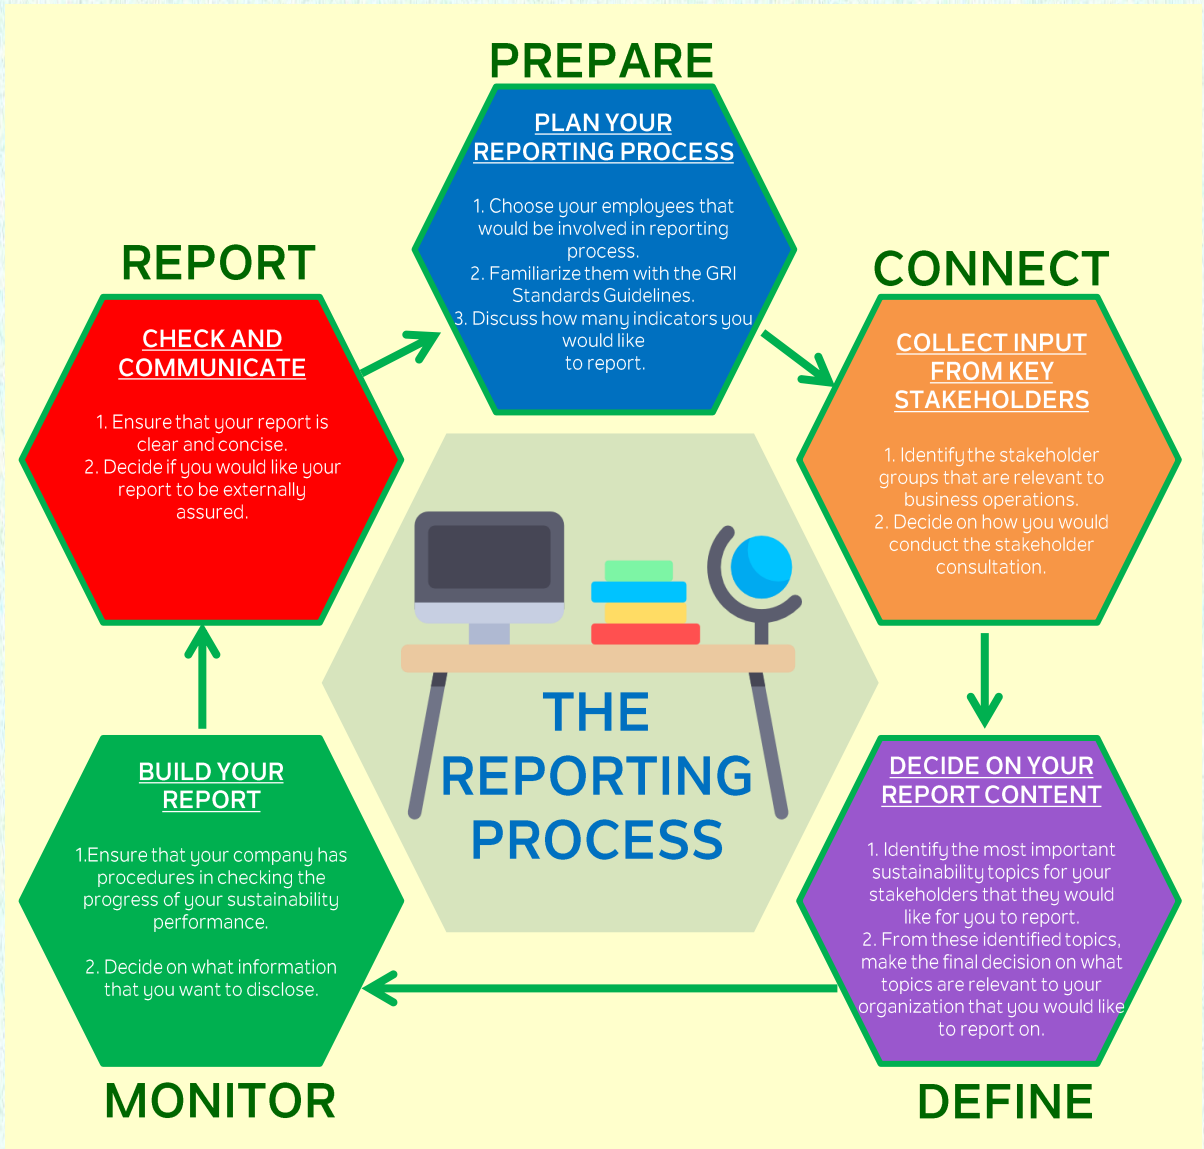 PREPARE
PLAN YOUR
REPORTING PROCESS
1. Choose your employees that
would be involved in reporting
process.
2. Familiarize them with the GRI
Standards Guidelines.
3. Discuss how many indicators you
would like
to report.
CONNECT
COLLECT INPUT
FROM KEY
STAKEHOLDERS
1. Identify the stakeholder
groups that are relevant to
business operations.
2. Decide on how you would
conduct the stakeholder
consultation.
DECIDE ON YOUR
REPORT CONTENT
1. Identify the most important
sustainability topics for your
stakeholders that they would
like for you to report.
2. From these identified topics,
make the final decision on what
topics are relevant to your
organization that you would like
to report on.
DEFINE
BUILD YOUR
REPORT
1.Ensure that your company has
procedures in checking the
progress of your sustainability
performance.
2. Decide on what information
that you want to disclose.
MONITOR
REPORT
CHECK AND
COMMUNICATE
1. Ensure that your report is
clear and concise.
2. Decide if you would like your
report to be externally
assured.
THE
REPORTING
PROCESS